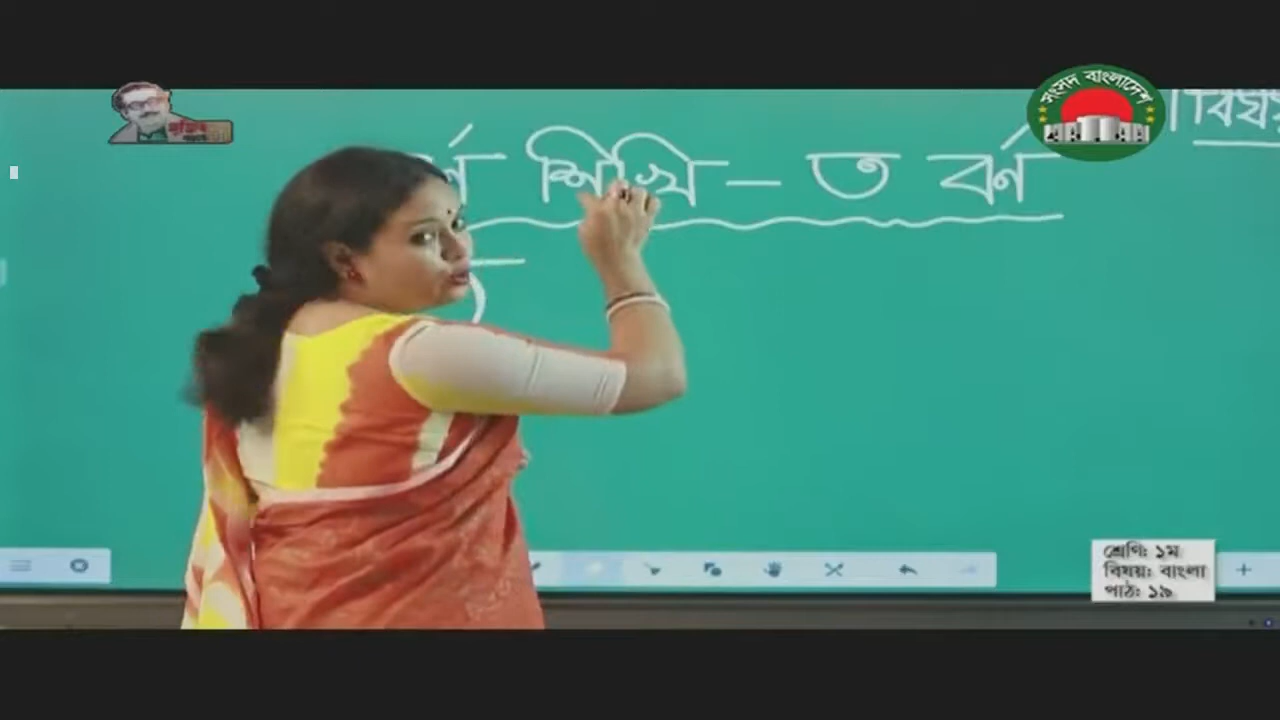 সংসদ বাংলাদেশ
শিখি – ত বর্ণ
শ্রেণি: ১ম
বিষয়: বাংলা
পাঠ: ১৯